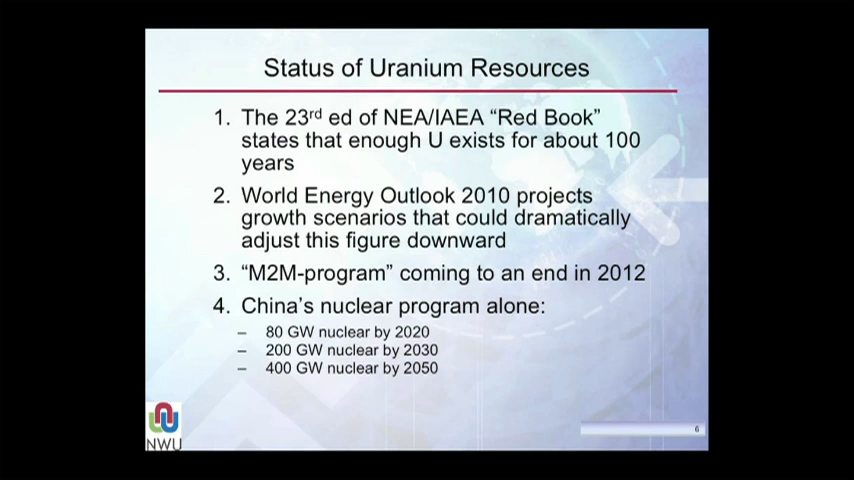 Status of Uranium Resources
1. The 23rd ed of NEA/IAEA “Red Book”
states that enough U exists for about 100
years
2. World Energy Outlook 2010 projects
growth scenarios that could dramatically
adjust this figure downward
3. “M2M-program” coming to an end in 2012
4. China’s nuclear program alone:
– 80 GW nuclear by 2020
– 200 GW nuclear by 2030
– 400 GW nuclear by 2050
NWU
6